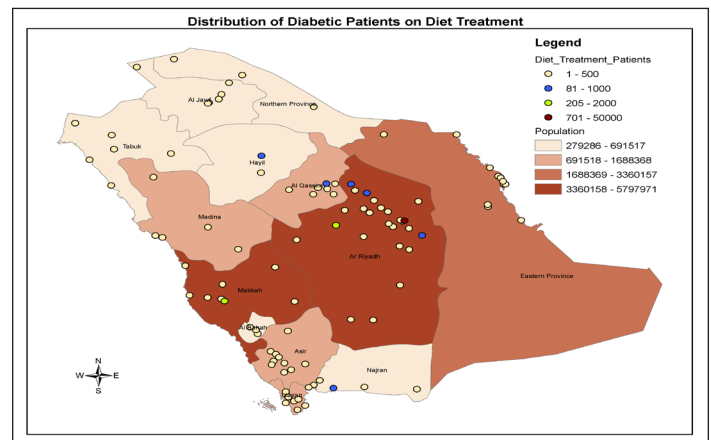 Distribution of Diabetic Patients on Diet Treatment
Legend
Diet_Treatment_Patients
1 - 500
81 - 1000
205 - 2000
701 - 50000
Population
279286 - 691517
691518 - 1688368
1688369 - 3360157
3360158 - 5797971
Al Jawf
Northern Province
Tabuk
Hayil
Al Qassim
Madina
Ar Riyadh
Eastern Province
Makkah
Al Bahah
Asir
Najran
N
W E
S